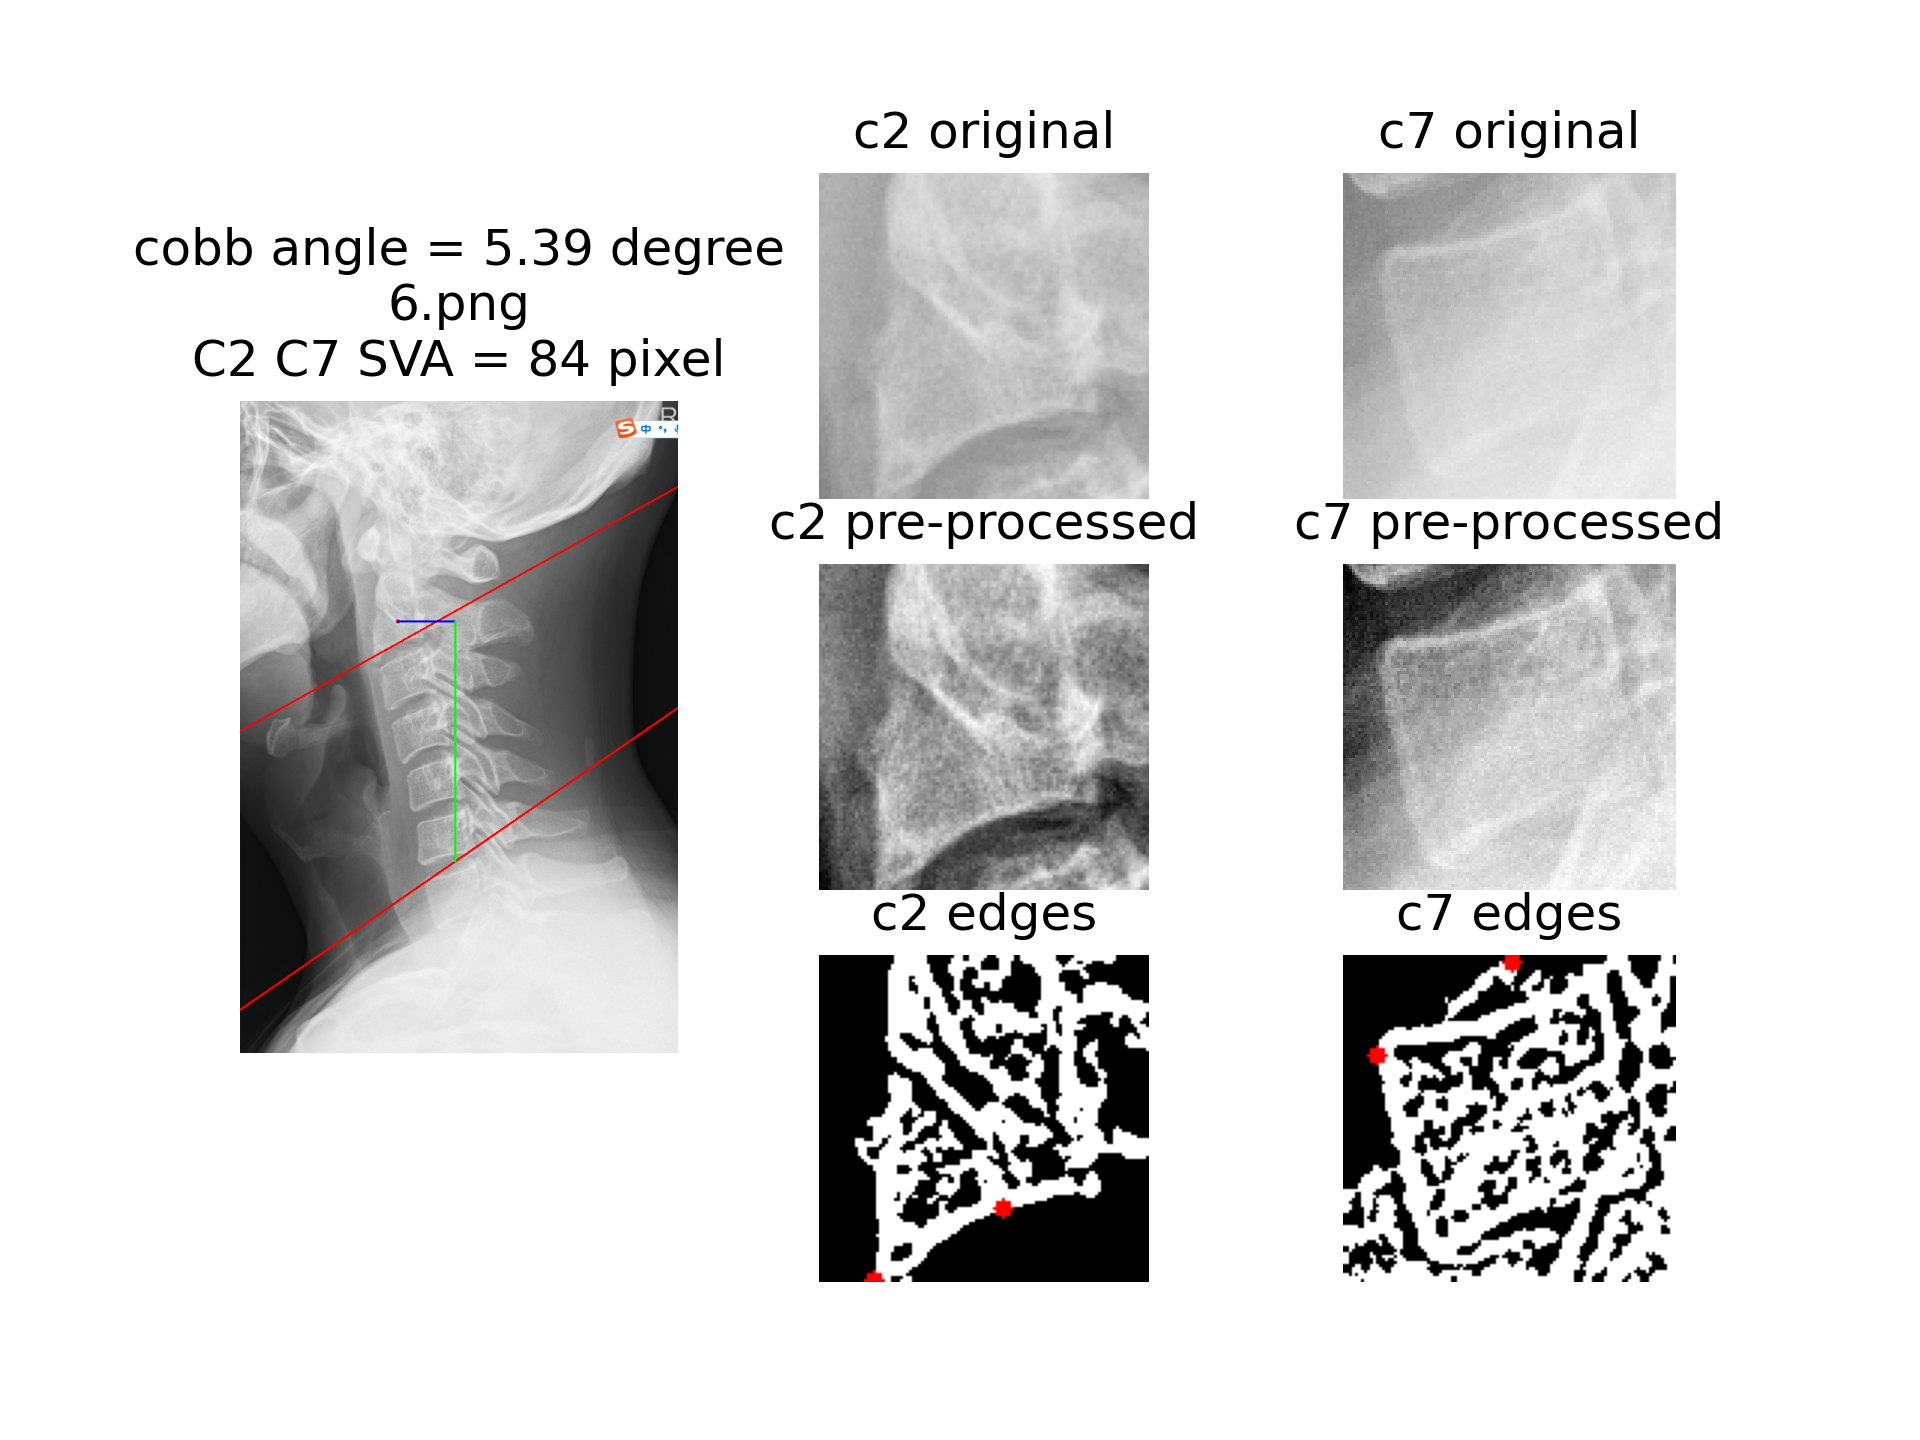 cobb angle = 5.39 degree
6.png
C2 C7 SVA = 84 pixel
R
S 中
c2 original
c7 original
c2 pre-processed
c7 pre-processed
c2 edges
c7 edges